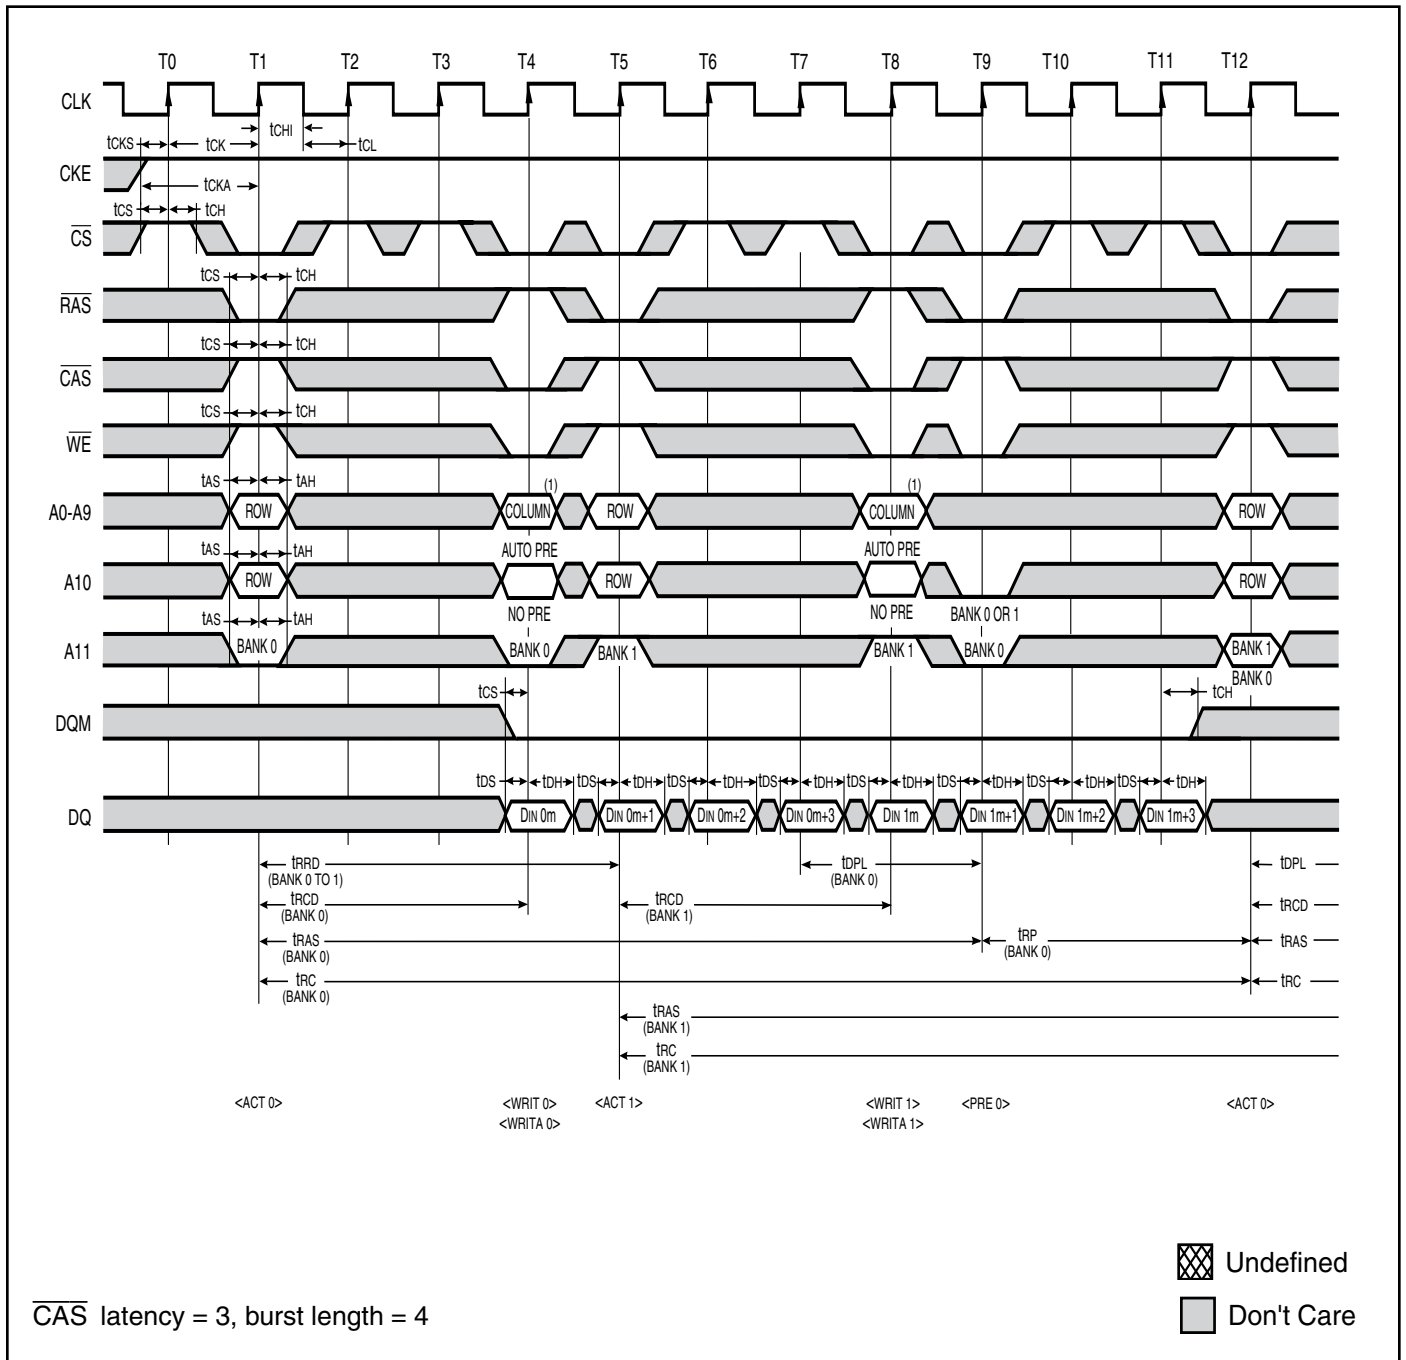 T0 T1 T2 T3 T4 T5 T6 T7 T8 T9 T10 T11 T12
CLK
tCHI
tCKS tCK tCL
CKE
tCKA
tCS tCH
CS
tCS tCH
RAS
tCS tCH
CAS
tCS tCH
WE
tAS tAH (1) (1)
A0-A9 ROW COLUMN ROW COLUMN ROW
tAS tAH AUTO PRE AUTO PRE
A10 ROW ROW ROW
NO PRE NO PRE BANK 0 OR 1
tAS tAH
A11 BANK 0 BANK 0 BANK 1 BANK 1 BANK 0 BANK 1
BANK 0
tCS tCH
DQM
tDS tDH tDS tDH tDS tDH tDS tDH tDS tDH tDS tDH tDS tDH tDS tDH
DQ DIN 0m DIN 0m+1 DIN 0m+2 DIN 0m+3 DIN 1m DIN 1m+1 DIN 1m+2 DIN 1m+3
tRRD tDPL tDPL
(BANK 0 TO 1) (BANK 0)
tRCD tRCD tRCD
(BANK 0) (BANK 1)
tRAS tRP tRAS
(BANK 0) (BANK 0)
tRC tRC
(BANK 0)
tRAS
(BANK 1)
tRC
(BANK 1)
<ACT 0> <WRIT 0> <ACT 1> <WRIT 1> <PRE 0> <ACT 0>
<WRITA 0> <WRITA 1>
Undefined
CAS latency = 3, burst length = 4
Don't Care